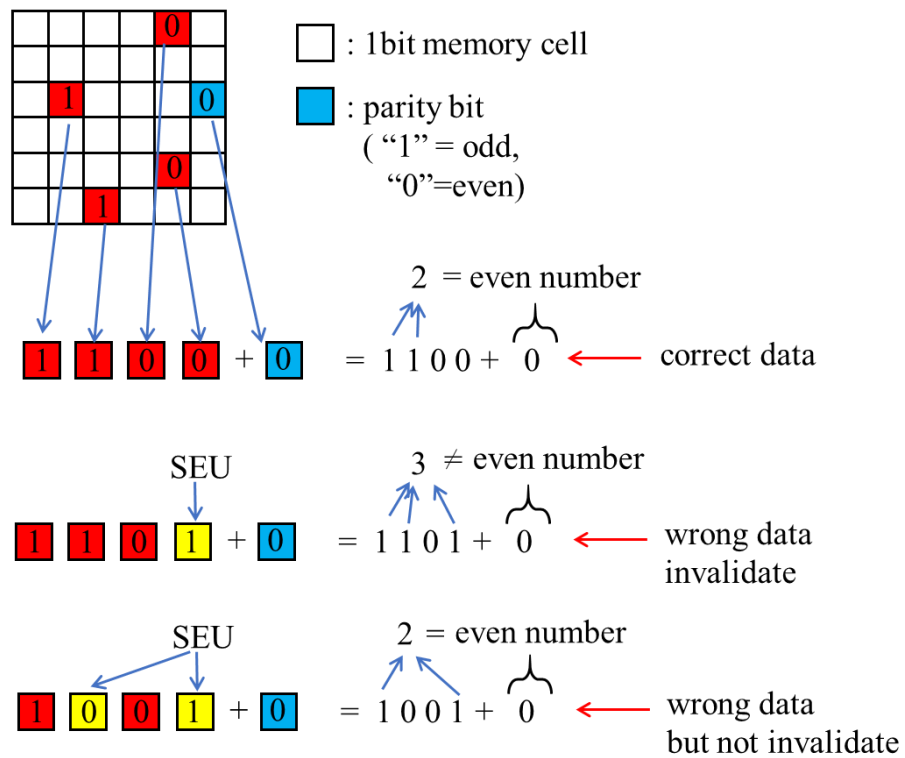 0
: 1bit memory cell
1 0
: parity bit
( “1” = odd,
0
“0”=even)
1
2 = even number
1 1 0 0 + 0 = 1 1 0 0 + 0 correct data
SEU
3 ≠ even number
1 1 0 1 + 0 = 1 1 0 1 + 0 wrong data
invalidate
SEU
2 = even number
1 0 0 1 + 0 = 1 0 0 1 + 0 wrong data
but not invalidate